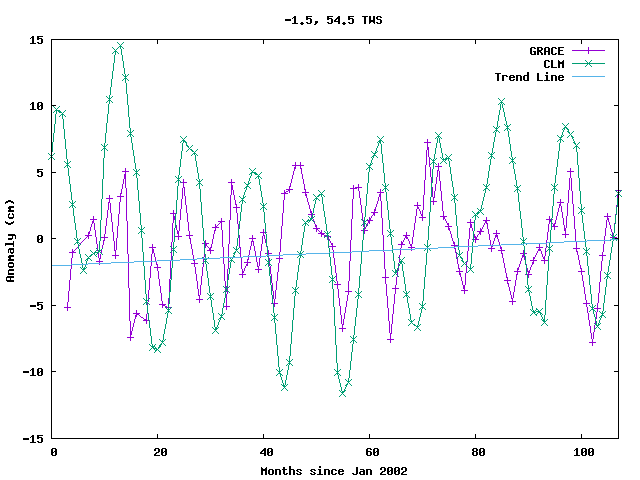 -1.5, 54.5 TWS
GRACE
CLM
Trend Line
15
10
5
0
-5
-10
-15
Anomaly (cm)
0 20 40 60 80 100
Months since Jan 2002